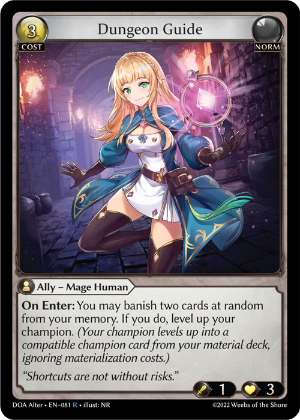 3
COST
Dungeon Guide
NORM
Ally – Mage Human
On Enter: You may banish two cards at random
from your memory. If you do, level up your
champion. (Your champion levels up into a
compatible champion card from your material deck,
ignoring materialization costs.)
“Shortcuts are not without risks.”
1
3
DOA Alter • EN-081 R • illust: NR
©2022 Weebs of the Shore